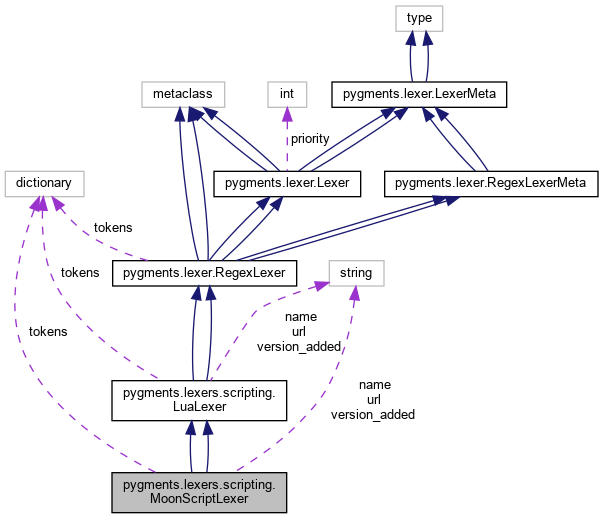 type
metaclass
int
pygments.lexer.LexerMeta
priority
dictionary
pygments.lexer.Lexer
pygments.lexer.RegexLexerMeta
tokens
pygments.lexer.RegexLexer
string
tokens
name
url
version_added
tokens
pygments.lexers.scripting.
LuaLexer
name
url
version_added
pygments.lexers.scripting.
MoonScriptLexer